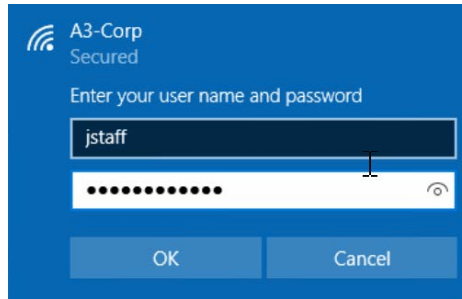 A3-Corp
Secured
Enter your user name and password
jstaff
••••••••••••
OK
Cancel